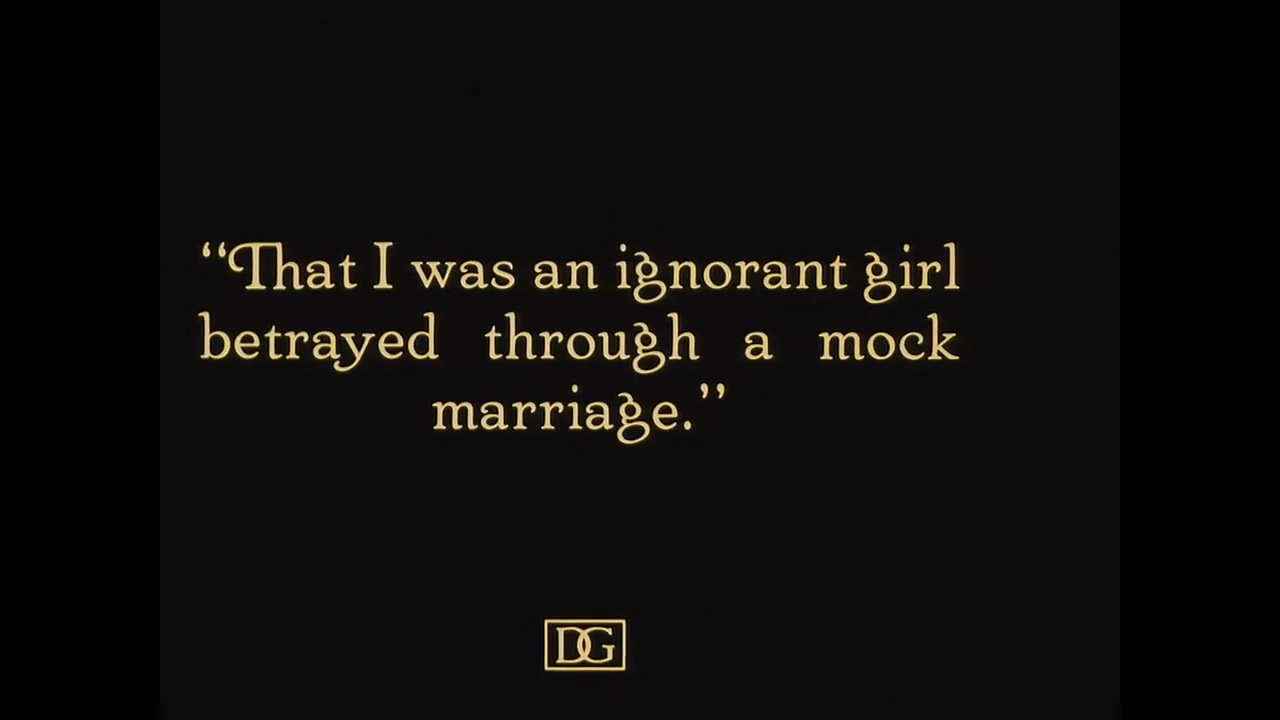 “That I was an ignorant girl
betrayed through a mock
marriage.”
DG